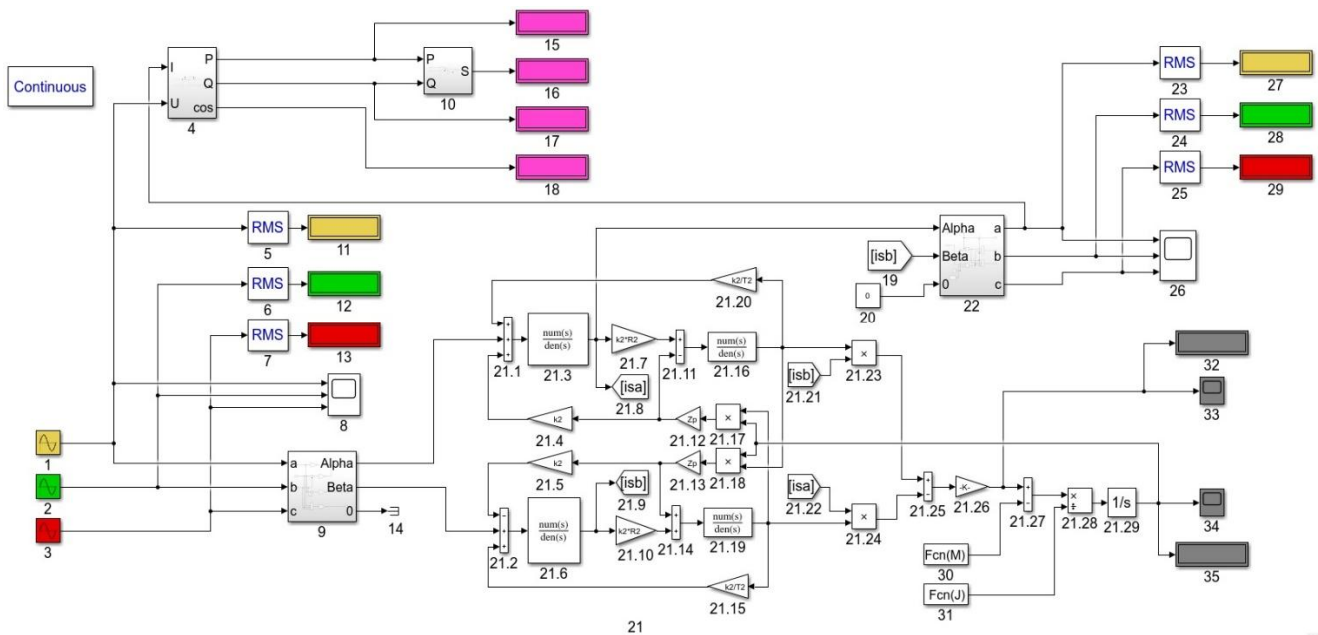 Continuous
I
U
P
Q
cos
4
P
Q
S
10
15
16
17
18
RMS
5
11
RMS
6
12
RMS
7
13
8
1
2
3
a
b
c
Alpha
Beta
0
9
14
k2/T2
21.20
+
+
+
21.1
num(s)
den(s)
21.3
k2*R2
21.7
[isa]
21.8
+
-
21.11
num(s)
den(s)
21.16
k2
21.4
Zp
21.12
×
21.17
k2
21.5
Zp
21.13
×
21.18
-
+
+
21.2
num(s)
den(s)
21.6
[isb]
21.9
k2*R2
21.10
+
+
21.14
num(s)
den(s)
21.19
k2/T2
21.15
21
[isb]
21.21
×
21.23
[isa]
21.22
×
21.24
+
-
21.25
-K-
21.26
+
-
21.27
×
÷
21.28
1/s
21.29
Fcn(M)
30
Fcn(J)
31
[isb]
19
0
20
Alpha
Beta
0
a
b
c
22
RMS
23
27
RMS
24
28
RMS
25
29
26
32
33
34
35